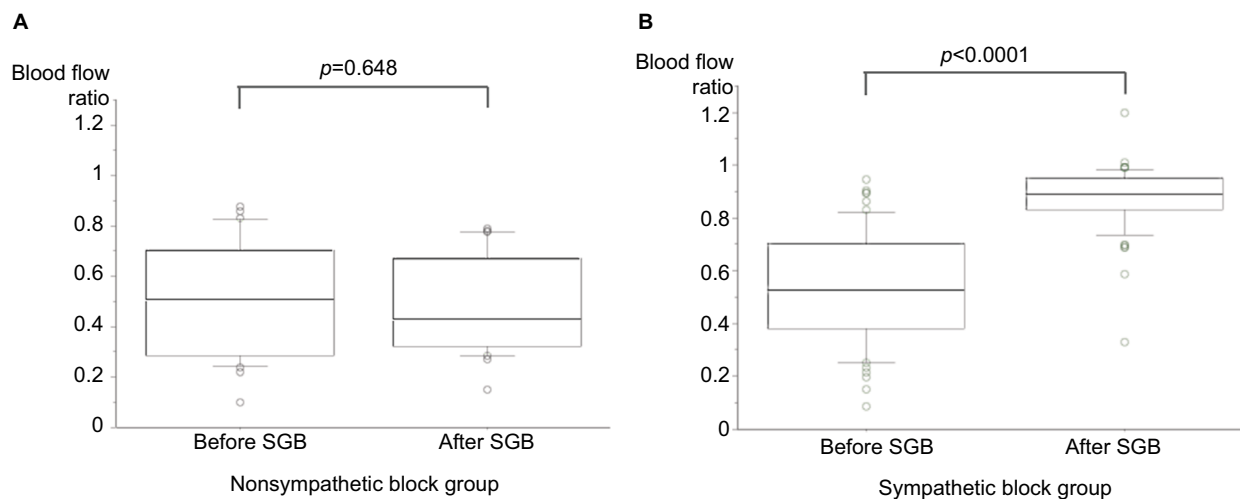 A
Blood flow
ratio
p=0.648
1.2
1
0.8
0.6
0.4
0.2
0
Before SGB
After SGB
Nonsympathetic block group
B
Blood flow
ratio
p<0.0001
1.2
1
0.8
0.6
0.4
0.2
0
Before SGB
After SGB
Sympathetic block group